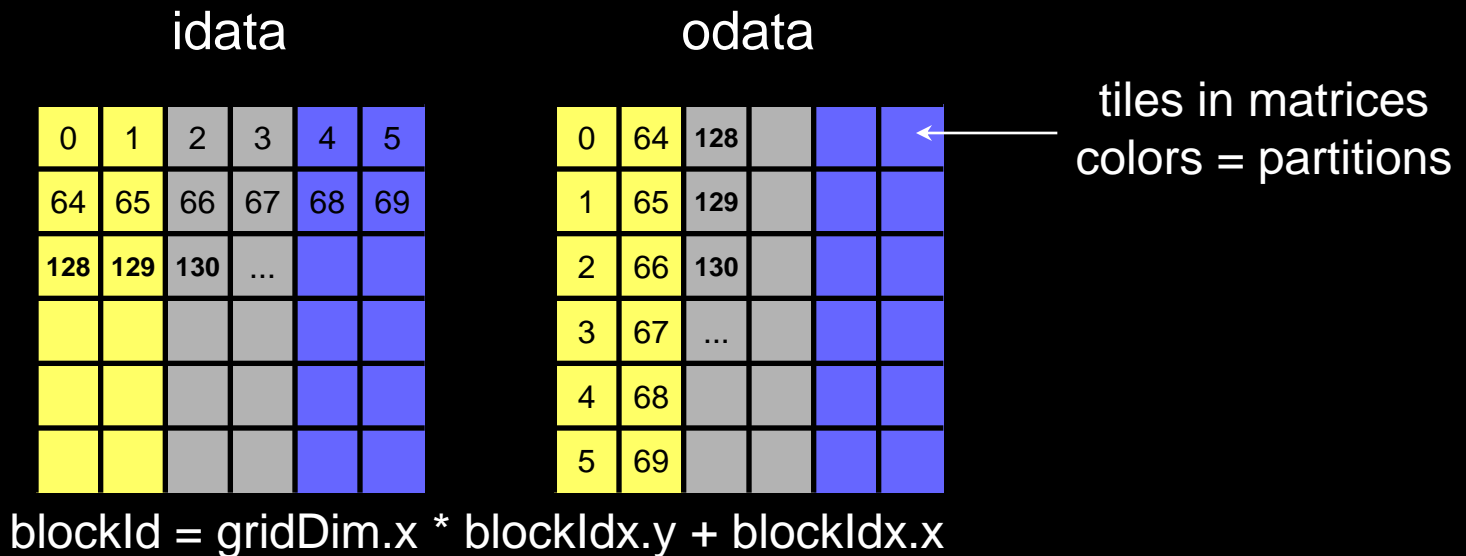 idata odata
tiles in matrices
colors = partitions
0 1 2 3 4 5 0 64 128
64 65 66 67 68 69 1 65 129
128 129 130 ... 2 66 130
3 67 ...
4 68
5 69
blockId = gridDim.x * blockIdx.y + blockIdx.x